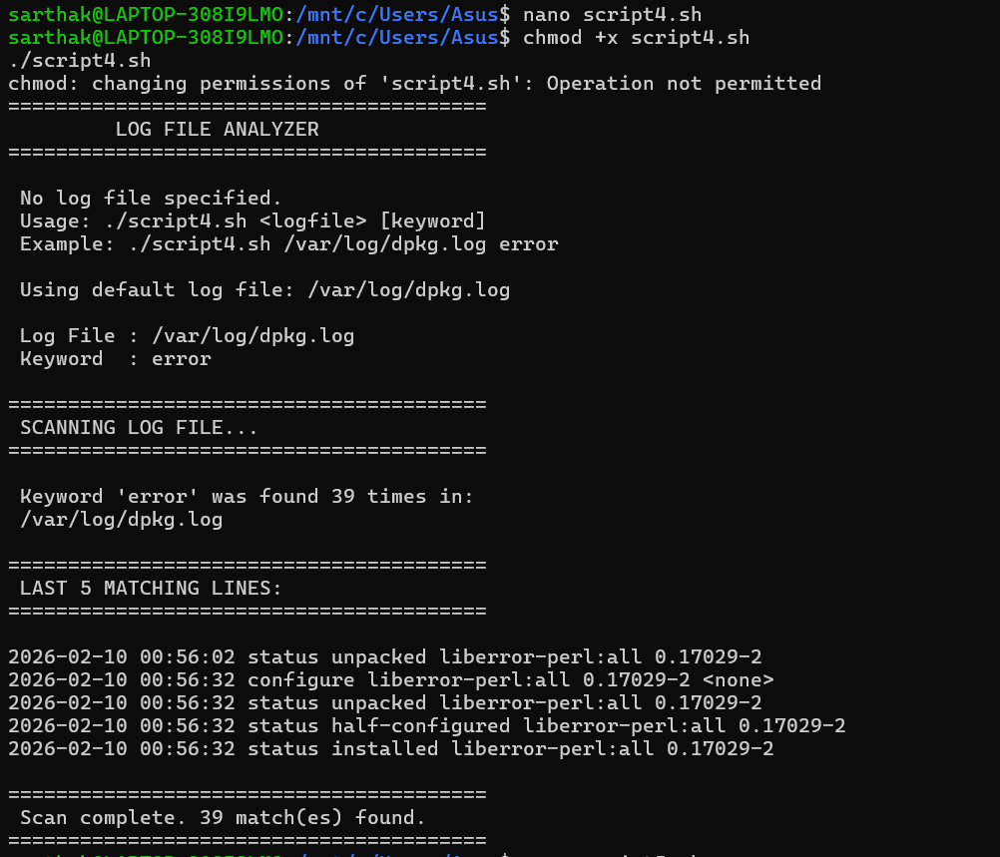 sarthak@LAPTOP-308I9LMO:/mnt/c/Users/Asus$ nano script4.sh
sarthak@LAPTOP-308I9LMO:/mnt/c/Users/Asus$ chmod +x script4.sh
./script4.sh
chmod: changing permissions of 'script4.sh': Operation not permitted
========================================
         LOG FILE ANALYZER
========================================

 No log file specified.
 Usage: ./script4.sh <logfile> [keyword]
 Example: ./script4.sh /var/log/dpkg.log error

 Using default log file: /var/log/dpkg.log

 Log File : /var/log/dpkg.log
 Keyword  : error

========================================
 SCANNING LOG FILE...
========================================

 Keyword 'error' was found 39 times in:
 /var/log/dpkg.log

========================================
 LAST 5 MATCHING LINES:
========================================

2026-02-10 00:56:02 status unpacked liberror-perl:all 0.17029-2
2026-02-10 00:56:32 configure liberror-perl:all 0.17029-2 <none>
2026-02-10 00:56:32 status unpacked liberror-perl:all 0.17029-2
2026-02-10 00:56:32 status half-configured liberror-perl:all 0.17029-2
2026-02-10 00:56:32 status installed liberror-perl:all 0.17029-2

========================================
 Scan complete. 39 match(es) found.
========================================